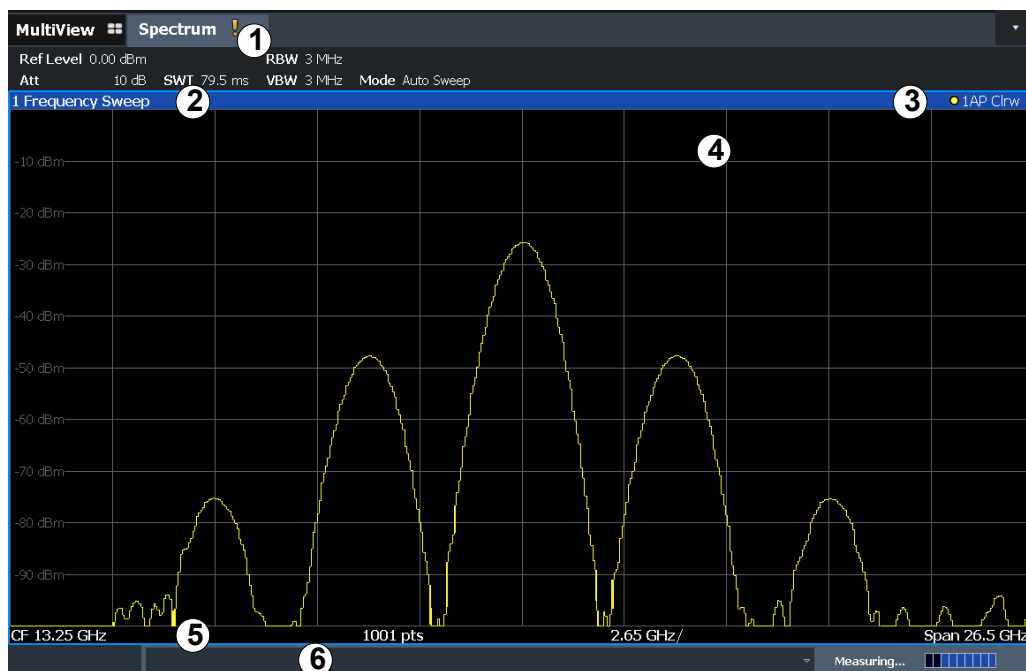 MultiView Spectrum ! 1
Ref Level 0.00 dBm RBW 3 MHz
Att 10 dB SWT 79.5 ms VBW 3 MHz Mode Auto Sweep
1 Frequency Sweep 2 3 1AP Clrw
4
-10 dBm
-20 dBm
-30 dBm
-40 dBm
-50 dBm
-60 dBm
-70 dBm
-80 dBm
-90 dBm
CF 13.25 GHz 5 1001 pts 2.65 GHz/ Span 26.5 GHz
6 Measuring...